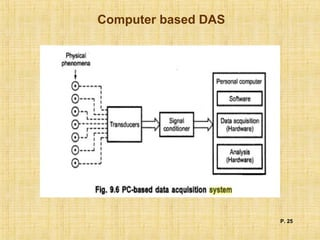 Computer based DAS
Physical
phenomena
Transducers
Signal
conditioner
Personal computer
Software
Data acquisition
(Hardware)
Analysis
(Hardware)
Fig. 9.6 PC-based data acquisition system
P. 25